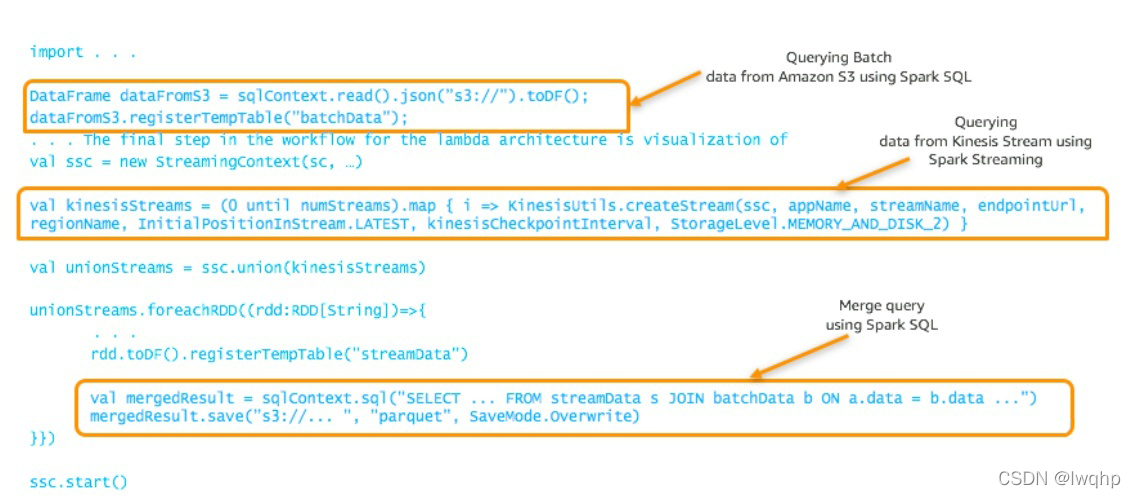 import . . .
Querying Batch
data from Amazon S3 using Spark SQL
DataFrame dataFromS3 = sqlContext.read().json("s3://").toDF();
dataFromS3.registerTempTable("batchData");
. . . The final step in the workflow for the lambda architecture is visualization of
val ssc = new StreamingContext(sc, …)
Querying
data from Kinesis Stream using
Spark Streaming
val kinesisStreams = (0 until numStreams).map { i => KinesisUtils.createStream(ssc, appName, streamName, endpointUrl,
regionName, InitialPositionInStream.LATEST, kinesisCheckpointInterval, StorageLevel.MEMORY_AND_DISK_2) }
val unionStreams = ssc.union(kinesisStreams)
unionStreams.foreachRDD((rdd:RDD[String])=>{
. . .
rdd.toDF().registerTempTable("streamData")
Merge query
using Spark SQL
val mergedResult = sqlContext.sql("SELECT ... FROM streamData s JOIN batchData b ON a.data = b.data ...")
mergedResult.save("s3://... ", "parquet", SaveMode.Overwrite)
}})
ssc.start()
CSDN @lwqhp